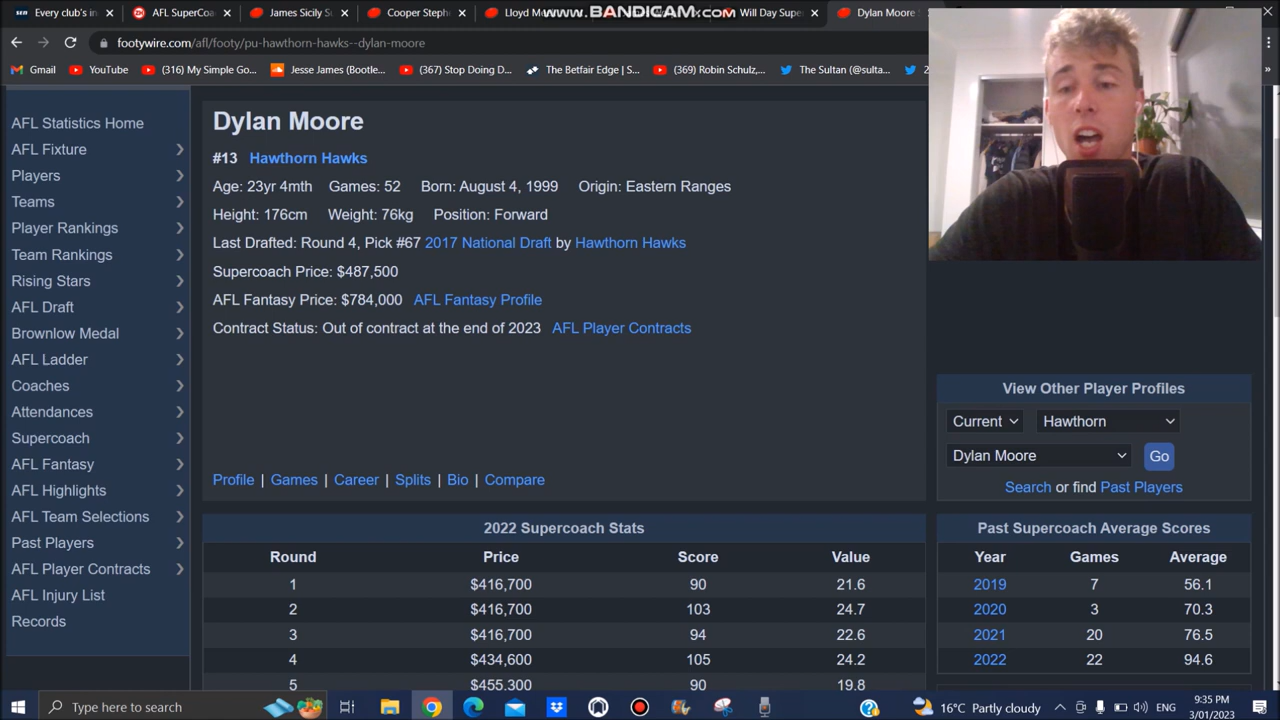 Every club's in
AFL SuperCoa
James Sicily Su
Cooper Steph
Lloyd Me
WWW.BANDICAM.COM
Will Day Supe
Dylan Moore
footywire.com/afl/footy/pu-hawthorn-hawks--dylan-moore
Gmail
YouTube
(316) My Simple Go...
Jesse James (Bootle...
(367) Stop Doing D...
The Betfair Edge | S...
(369) Robin Schulz,...
The Sultan (@sulta...
AFL Statistics Home
AFL Fixture
Players
Teams
Player Rankings
Team Rankings
Rising Stars
AFL Draft
Brownlow Medal
AFL Ladder
Coaches
Attendances
Supercoach
AFL Fantasy
AFL Highlights
AFL Team Selections
Past Players
AFL Player Contracts
AFL Injury List
Records
Dylan Moore
#13 Hawthorn Hawks
Age: 23yr 4mth Games: 52 Born: August 4, 1999 Origin: Eastern Ranges
Height: 176cm Weight: 76kg Position: Forward
Last Drafted: Round 4, Pick #67 2017 National Draft by Hawthorn Hawks
Supercoach Price: $487,500
AFL Fantasy Price: $784,000 AFL Fantasy Profile
Contract Status: Out of contract at the end of 2023 AFL Player Contracts
Profile | Games | Career | Splits | Bio | Compare
2022 Supercoach Stats
Round Price Score Value
1 $416,700 90 21.6
2 $416,700 103 24.7
3 $416,700 94 22.6
4 $434,600 105 24.2
5 $455,300 90 19.8
View Other Player Profiles
Current Hawthorn
Dylan Moore Go
Search or find Past Players
Past Supercoach Average Scores
Year Games Average
2019 7 56.1
2020 3 70.3
2021 20 76.5
2022 22 94.6
Type here to search
16°C Partly cloudy
ENG
9:35 PM
3/01/2023